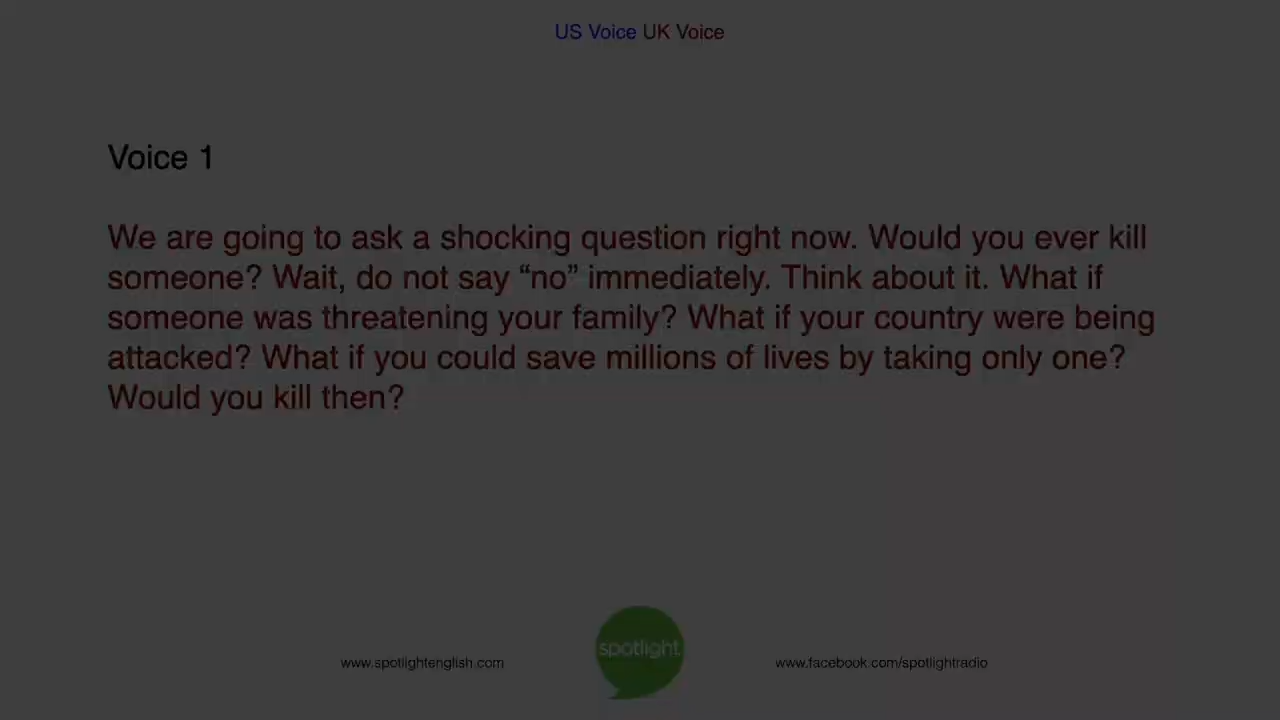 US Voice UK Voice
Voice 1
We are going to ask a shocking question right now. Would you ever kill
someone? Wait, do not say “no” immediately. Think about it. What if
someone was threatening your family? What if your country were being
attacked? What if you could save millions of lives by taking only one?
Would you kill then?
spotlight
www.spotlightenglish.com
www.facebook.com/spotlightradio